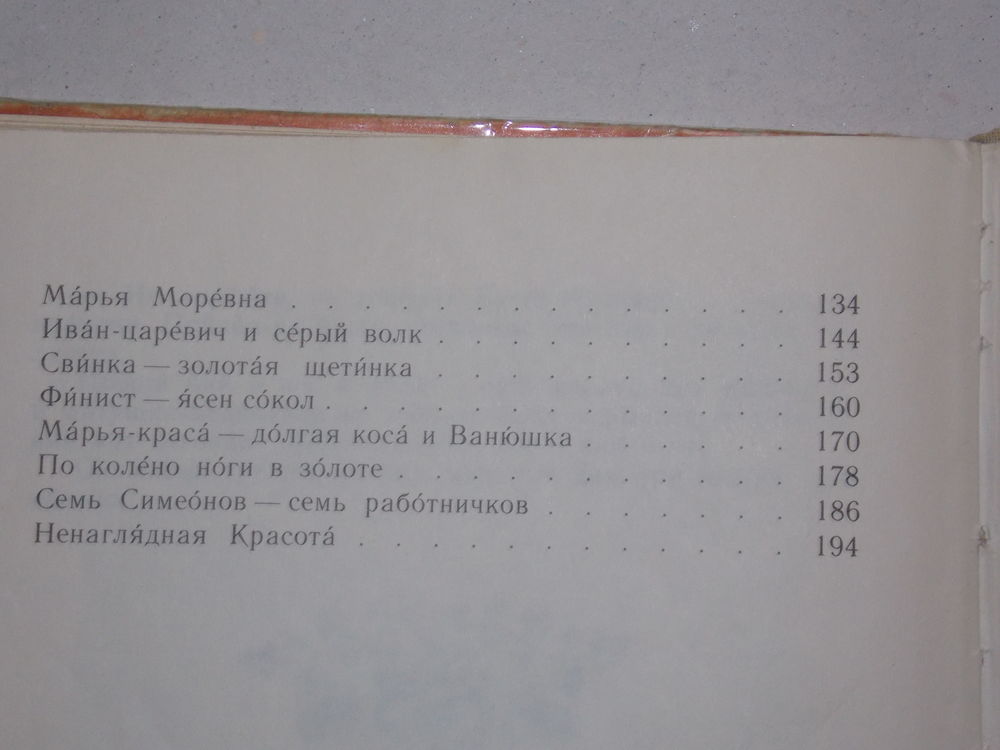 Ма́рья Море́вна . . . . . . . . . . . . . . 134
Ива́н-царе́вич и се́рый волк . . . . . . . . . . 144
Сви́нка — золота́я щети́нка . . . . . . . . . . 153
Фи́нист — я́сен со́кол . . . . . . . . . . . . . 160
Ма́рья-краса́ — до́лгая коса́ и Ваню́шка . . . . . . 170
По коле́но но́ги в зо́лоте . . . . . . . . . . . 178
Семь Симео́нов — семь рабо́тничков . . . . . . . 186
Ненагля́дная Красота́ . . . . . . . . . . . . 194